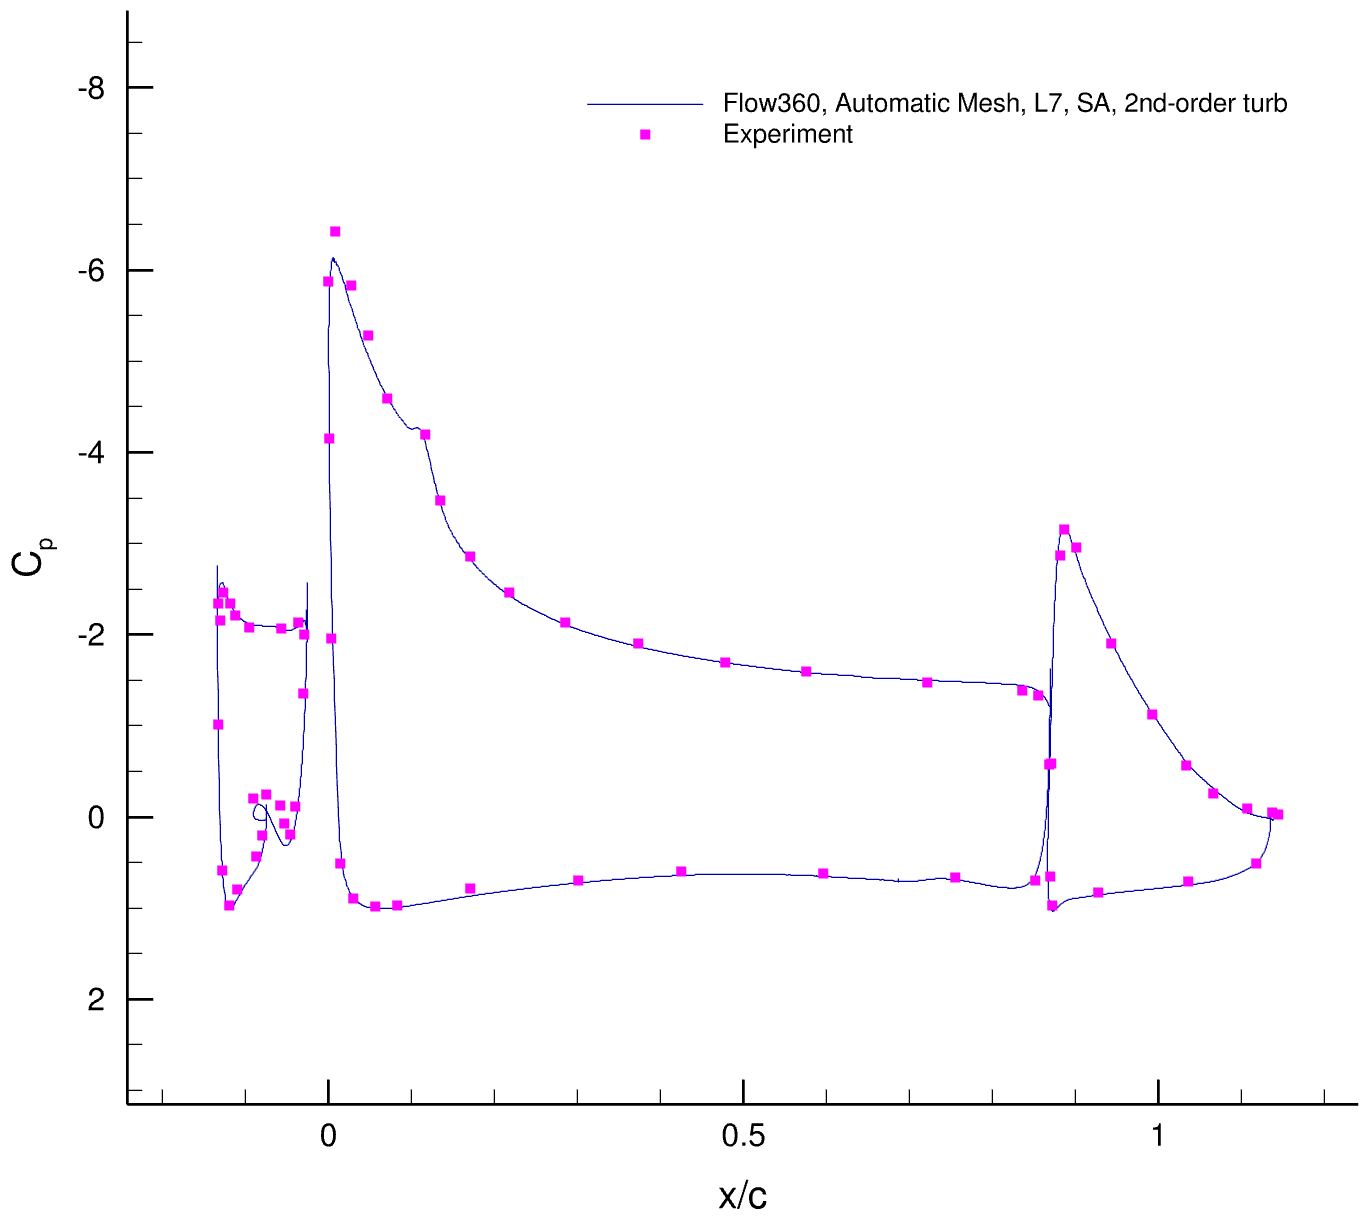 Flow360, Automatic Mesh, L7, SA, 2nd-order turb
Experiment
-8
-6
-4
-2
0
2
Cp
0
0.5
1
x/c